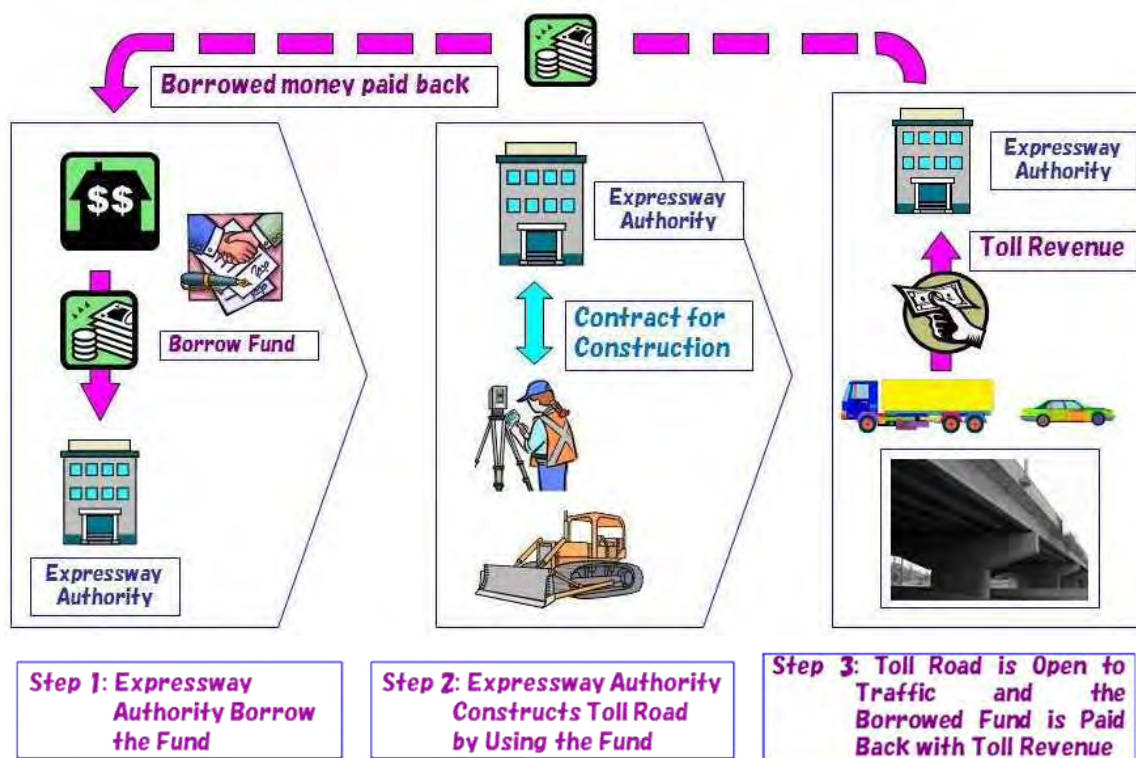 Borrowed money paid back
$$
Borrow Fund
Expressway
Authority
Expressway
Authority
Contract for
Construction
Expressway
Authority
Toll Revenue
Step 1: Expressway
Authority Borrow
the Fund
Step 2: Expressway Authority
Constructs Toll Road
by Using the Fund
Step 3: Toll Road is Open to
Traffic and the
Borrowed Fund is Paid
Back with Toll Revenue